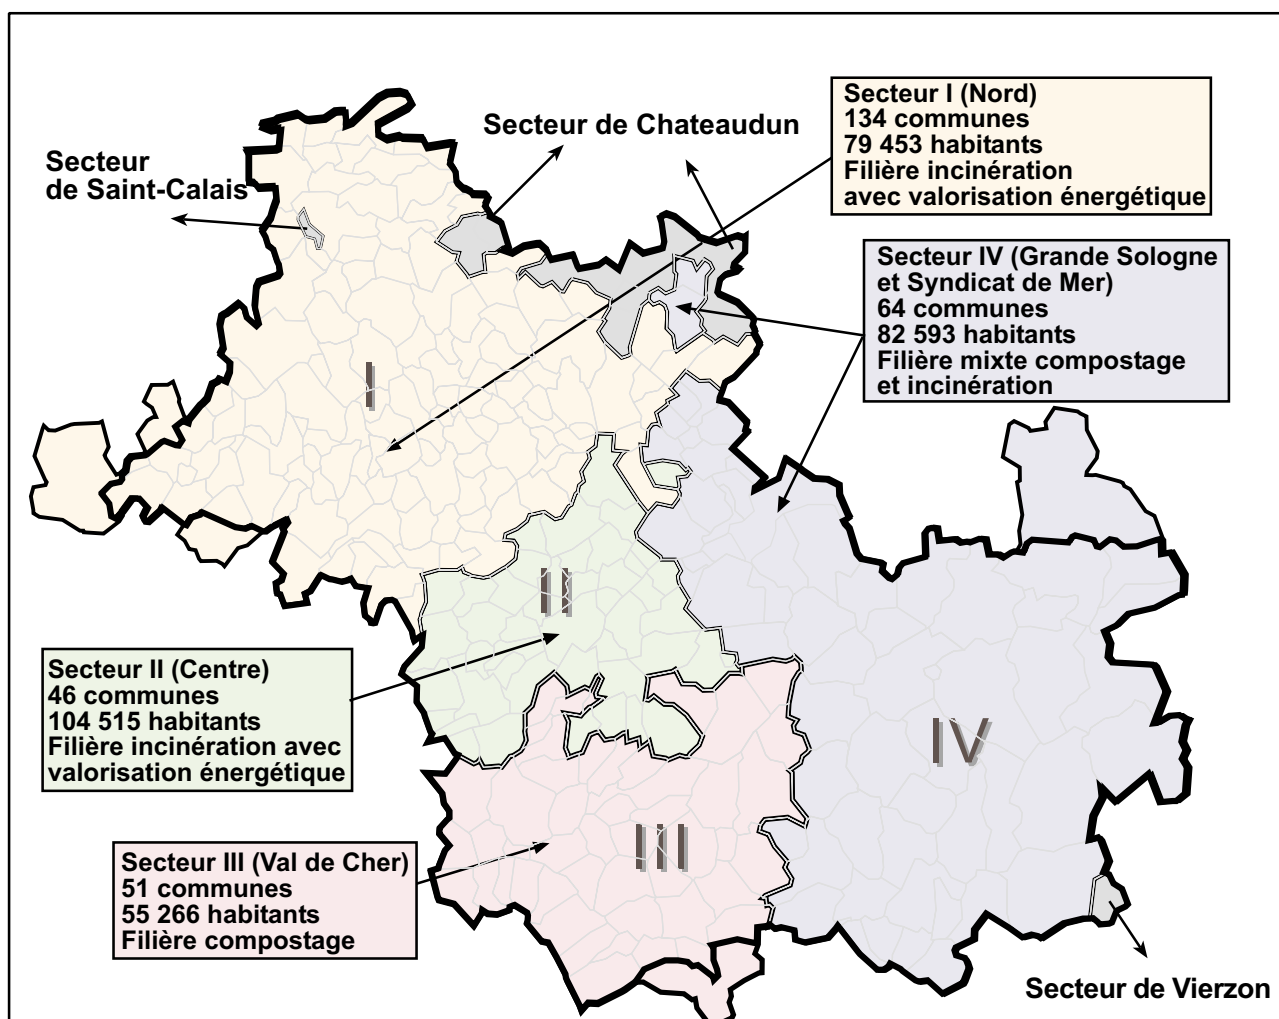 Secteur I (Nord)
134 communes
79 453 habitants
Filière incinération
avec valorisation énergétique
Secteur de Chateaudun
Secteur
de Saint-Calais
Secteur IV (Grande Sologne
et Syndicat de Mer)
64 communes
82 593 habitants
Filière mixte compostage
et incinération
I
II
Secteur II (Centre)
46 communes
104 515 habitants
Filière incinération avec
valorisation énergétique
IV
III
Secteur III (Val de Cher)
51 communes
55 266 habitants
Filière compostage
Secteur de Vierzon